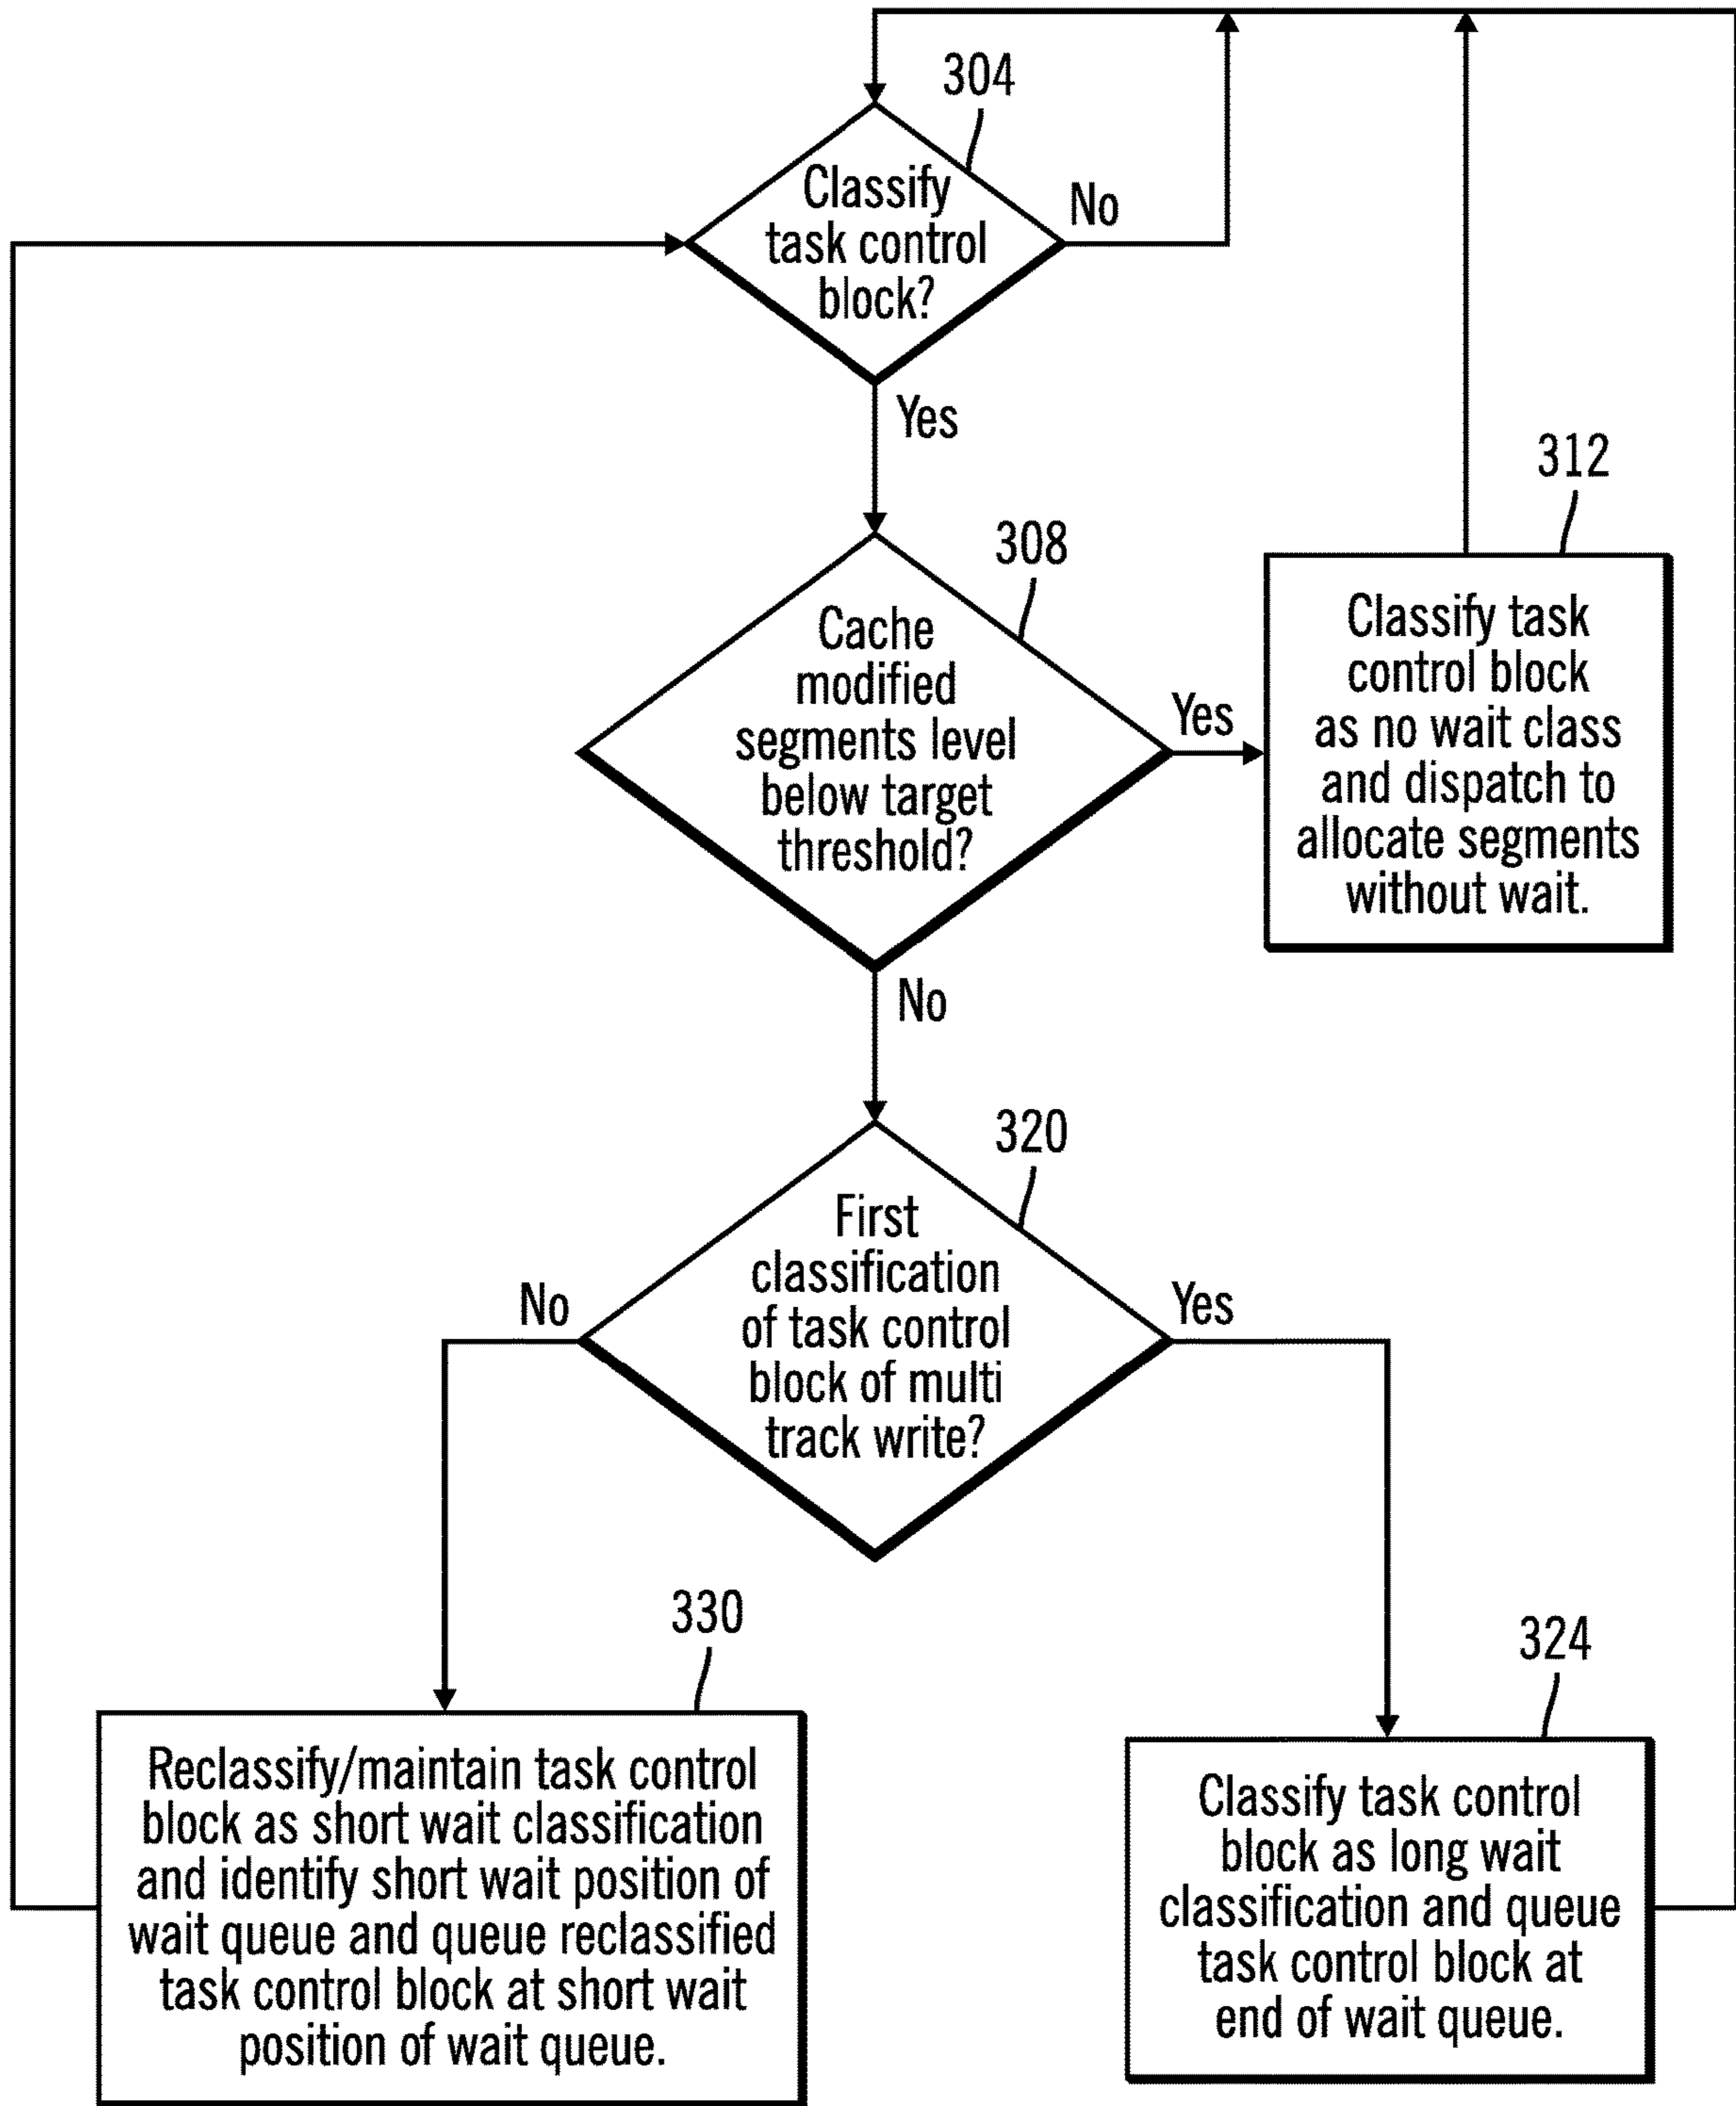 304
Classify
task control
block?
No
Yes
308
Cache
modified
segments level
below target
threshold?
Yes
No
312
Classify task
control block
as no wait class
and dispatch to
allocate segments
without wait.
320
First
classification
of task control
block of multi
track write?
No
Yes
330
Reclassify/maintain task control
block as short wait classification
and identify short wait position of
wait queue and queue reclassified
task control block at short wait
position of wait queue.
324
Classify task control
block as long wait
classification and queue
task control block at
end of wait queue.